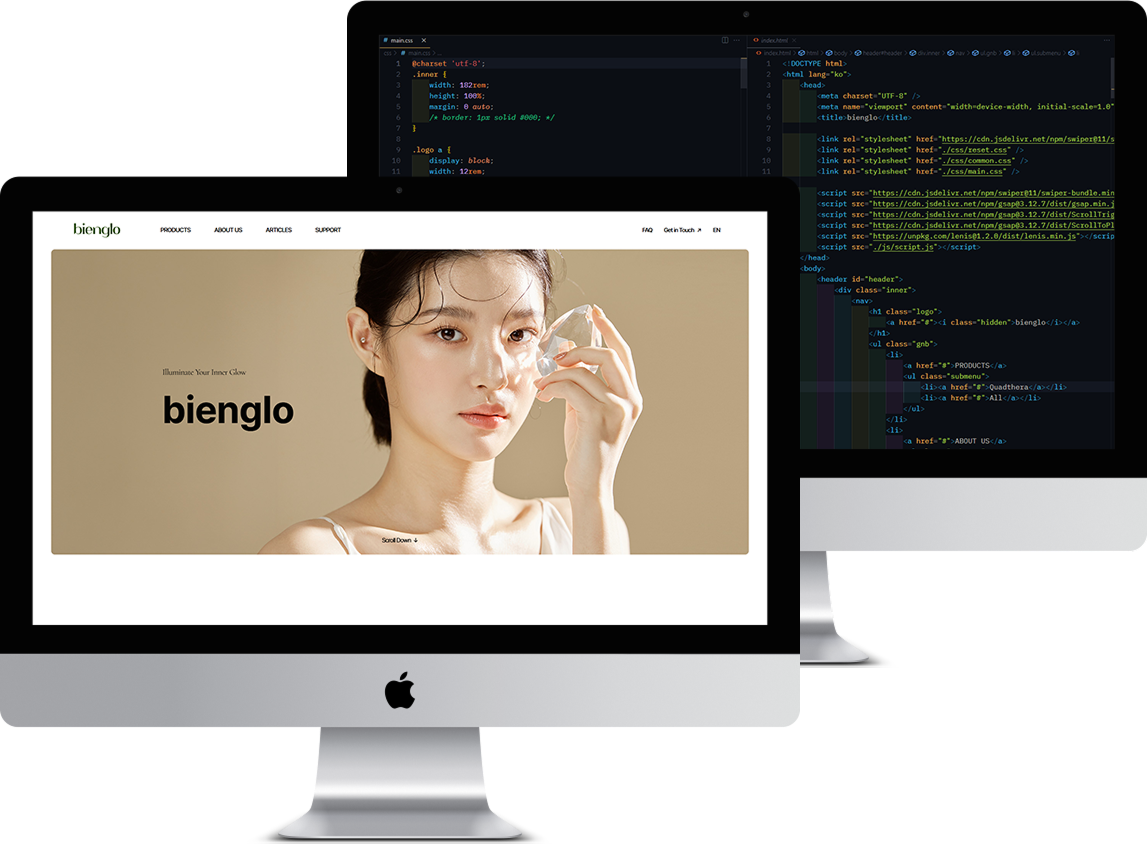 main.css
index.html
css > main.css > ...
index.html > html > body > header#header > div.inner > nav > ul.gnb > li > ul.submenu > li
1 @charset 'utf-8';
2 .inner {
3 width: 182rem;
4 height: 100%;
5 margin: 0 auto;
6 /* border: 1px solid #000; */
7 }
8
9 .logo a {
10 display: block;
11 width: 12rem;
1 <!DOCTYPE html>
2 <html lang="ko">
3 <head>
4 <meta charset="UTF-8" />
5 <meta name="viewport" content="width=device-width, initial-scale=1.0"
6 <title>bienglo</title>
7
8 <link rel="stylesheet" href="https://cdn.jsdelivr.net/npm/swiper@11/s
9 <link rel="stylesheet" href="./css/reset.css" />
10 <link rel="stylesheet" href="./css/common.css" />
11 <link rel="stylesheet" href="./css/main.css" />
<script src="https://cdn.jsdelivr.net/npm/swiper@11/swiper-bundle.min
<script src="https://cdn.jsdelivr.net/npm/gsap@3.12.7/dist/gsap.min.j
<script src="https://cdn.jsdelivr.net/npm/gsap@3.12.7/dist/ScrollTrig
<script src="https://cdn.jsdelivr.net/npm/gsap@3.12.7/dist/ScrollToPl
<script src="https://unpkg.com/lenis@1.2.0/dist/lenis.min.js"></scrip
<script src="./js/script.js"></script>
</head>
<body>
<header id="header">
<div class="inner">
<nav>
<h1 class="logo">
<a href="#"><i class="hidden">bienglo</i></a>
</h1>
<ul class="gnb">
<li>
<a href="#">PRODUCTS</a>
<ul class="submenu">
<li><a href="#">Quadthera</a></li>
<li><a href="#">All</a></li>
</ul>
</li>
<li>
<a href="#">ABOUT US</a>
bienglo PRODUCTS ABOUT US ARTICLES SUPPORT FAQ Get in Touch ↗ EN
Illuminate Your Inner Glow
bienglo
Scroll Down ↓